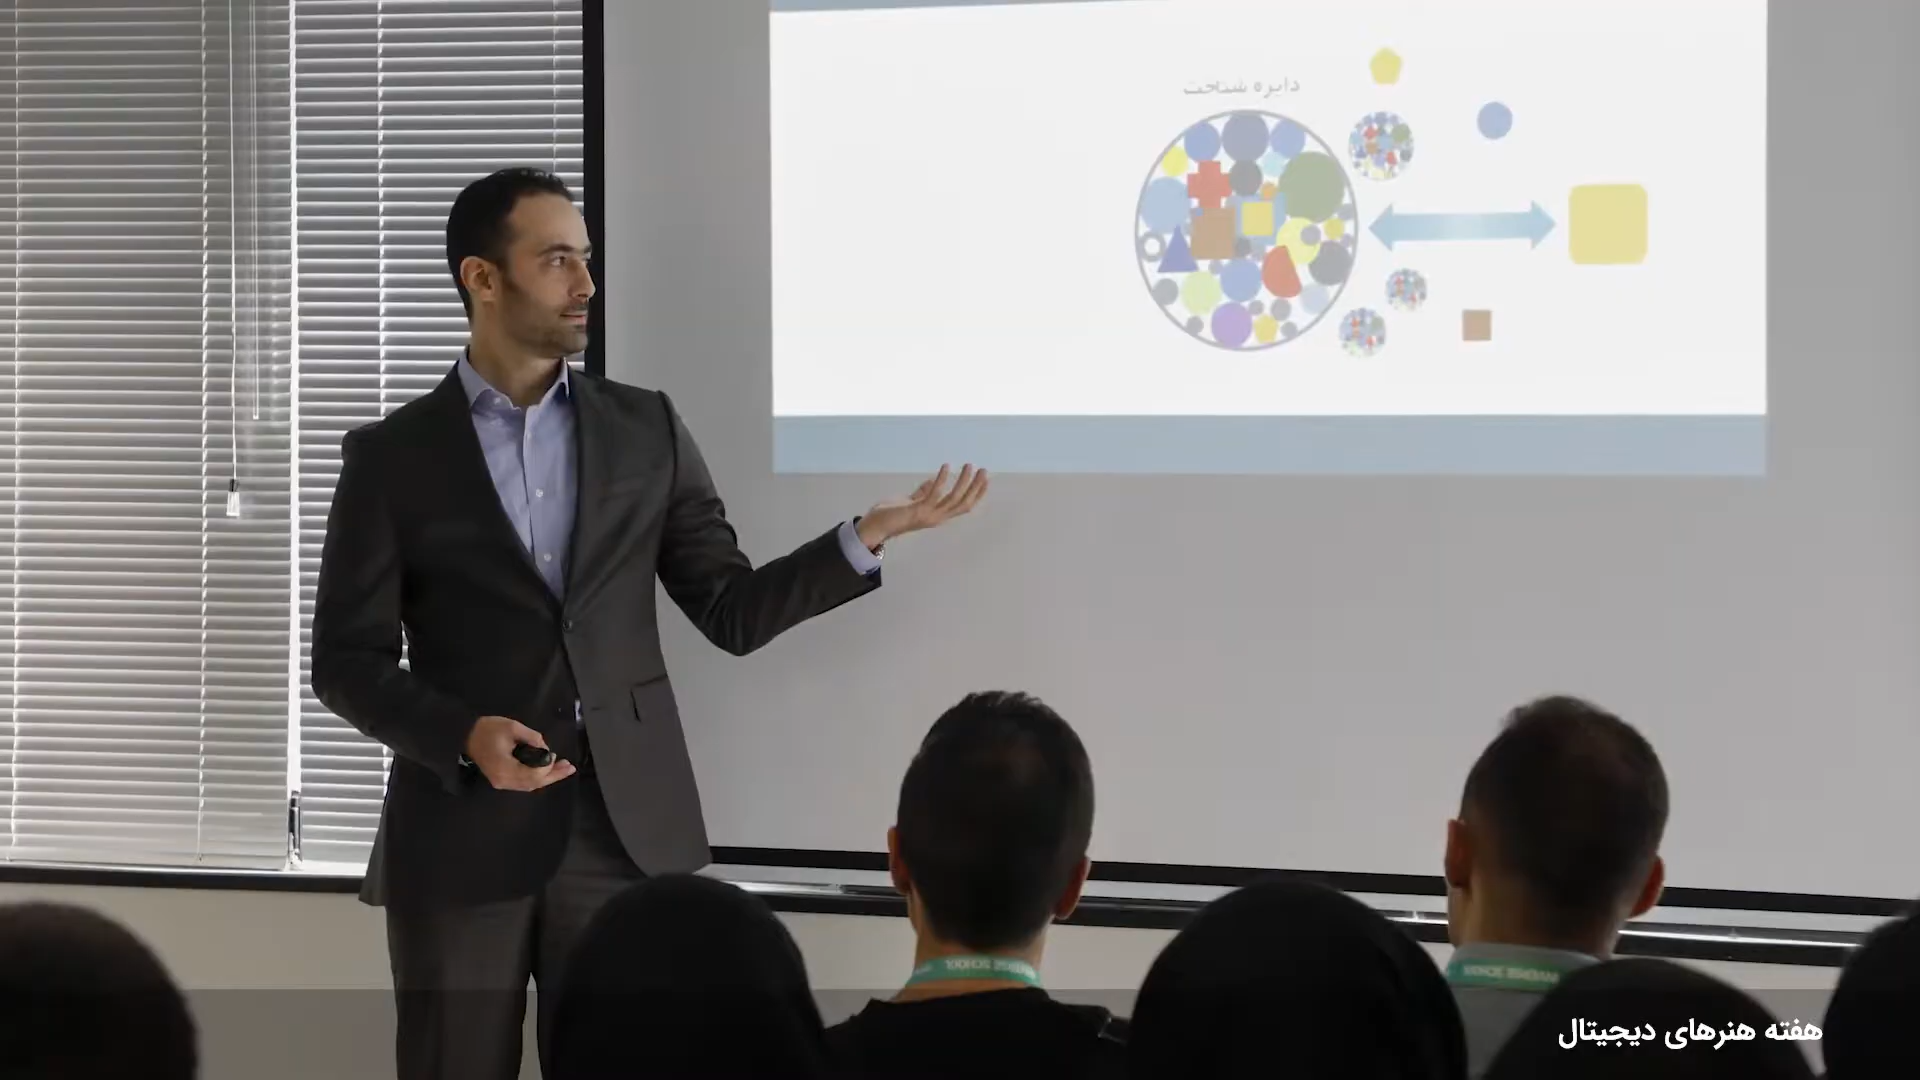 دایره شناخت
هفته هنرهای دیجیتال